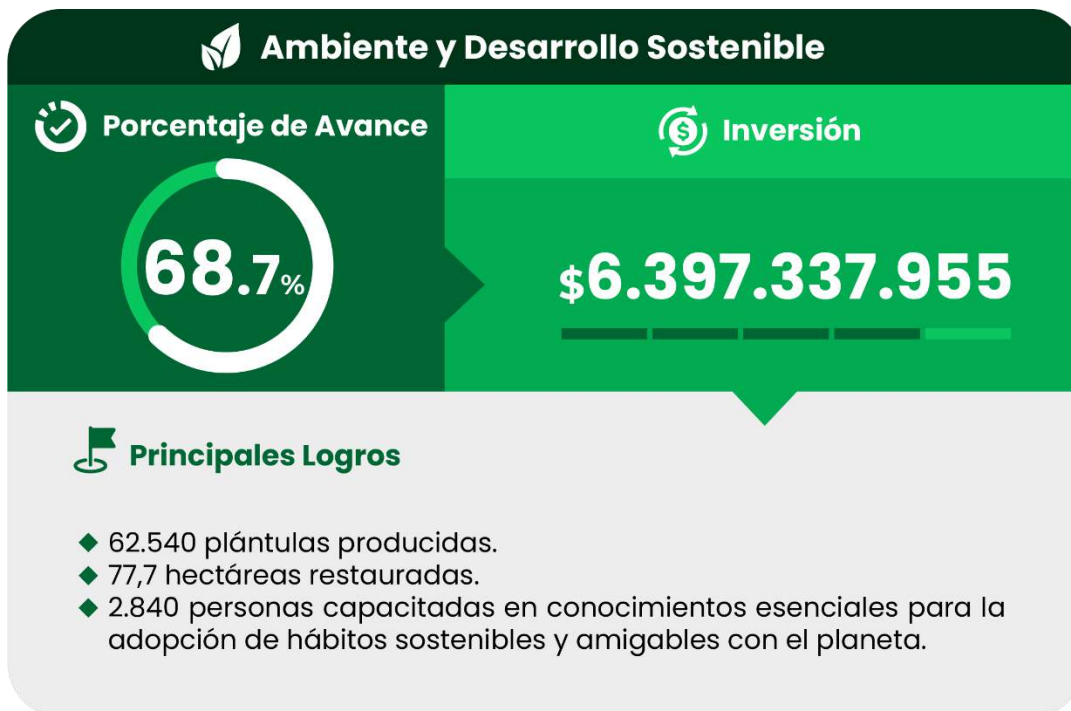 Ambiente y Desarrollo Sostenible
Porcentaje de Avance
68.7%
Inversión
$6.397.337.955
Principales Logros
62.540 plántulas producidas.
77,7 hectáreas restauradas.
2.840 personas capacitadas en conocimientos esenciales para la
adopción de hábitos sostenibles y amigables con el planeta.